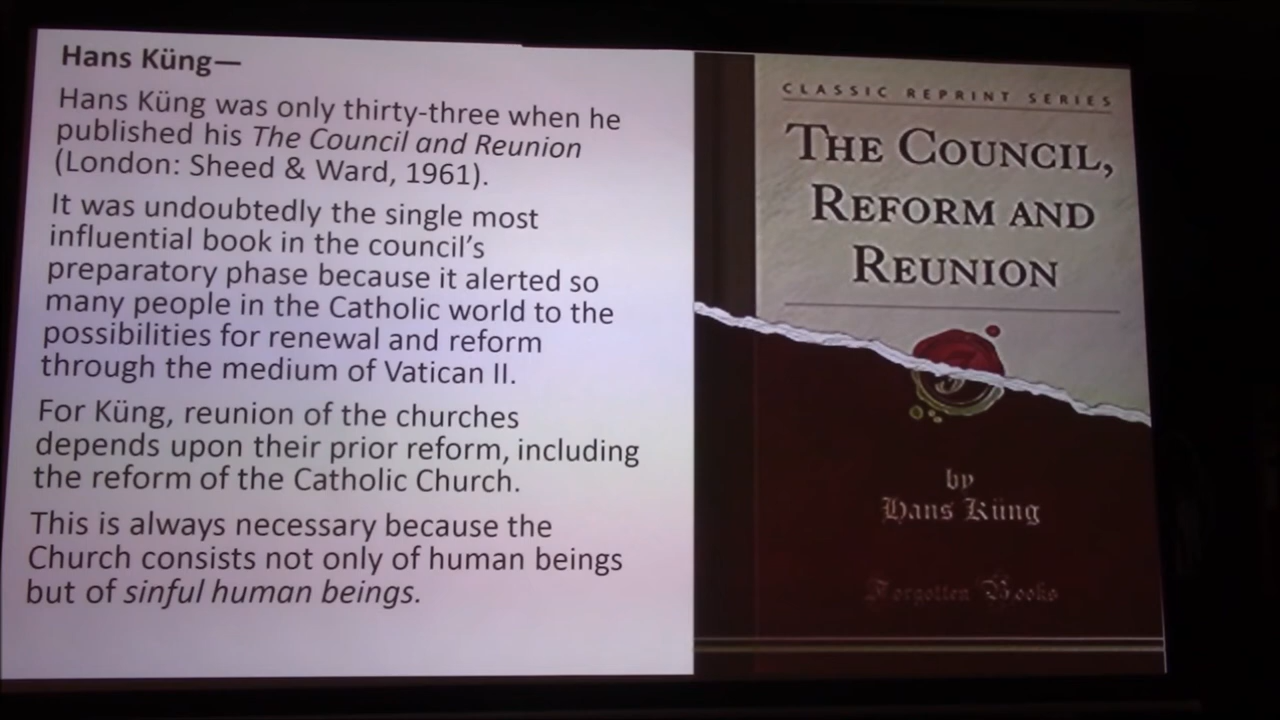 Hans Küng—
Hans Küng was only thirty-three when he
published his The Council and Reunion
(London: Sheed & Ward, 1961).
It was undoubtedly the single most
influential book in the council's
preparatory phase because it alerted so
many people in the Catholic world to the
possibilities for renewal and reform
through the medium of Vatican II.
For Küng, reunion of the churches
depends upon their prior reform, including
the reform of the Catholic Church.
This is always necessary because the
Church consists not only of human beings
but of sinful human beings.
CLASSIC REPRINT SERIES
THE COUNCIL,
REFORM AND
REUNION
by
Hans Küng
Forgotten Books